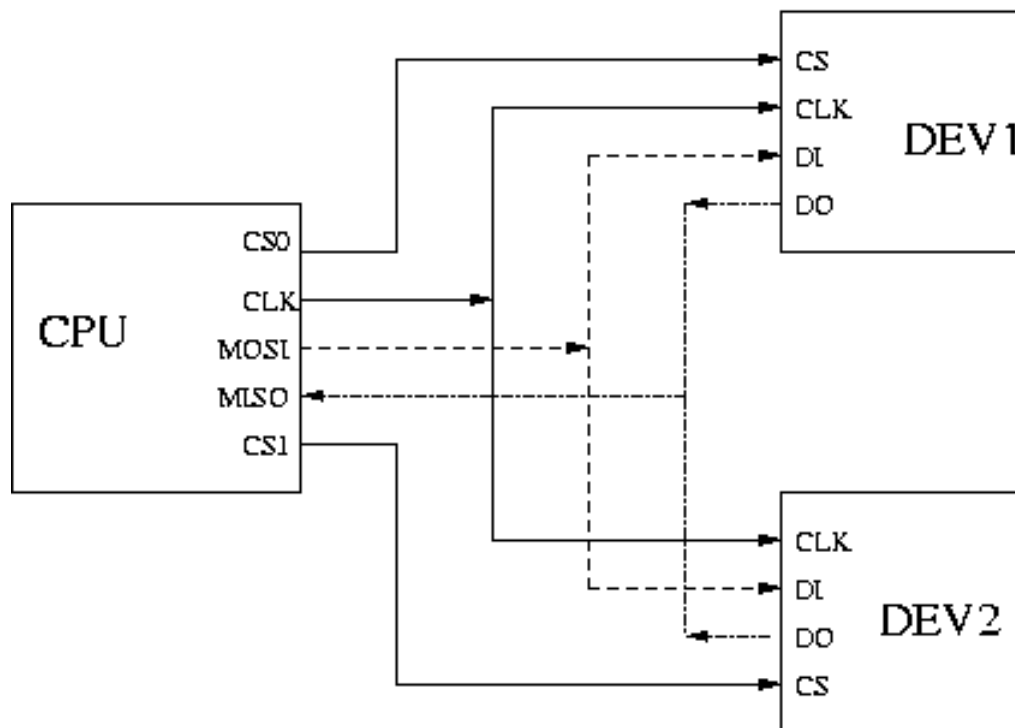 CPU
CS0
CLK
MOSI
MISO
CS1
CS
CLK
DI
DO
DEV1
CLK
DI
DO
CS
DEV2